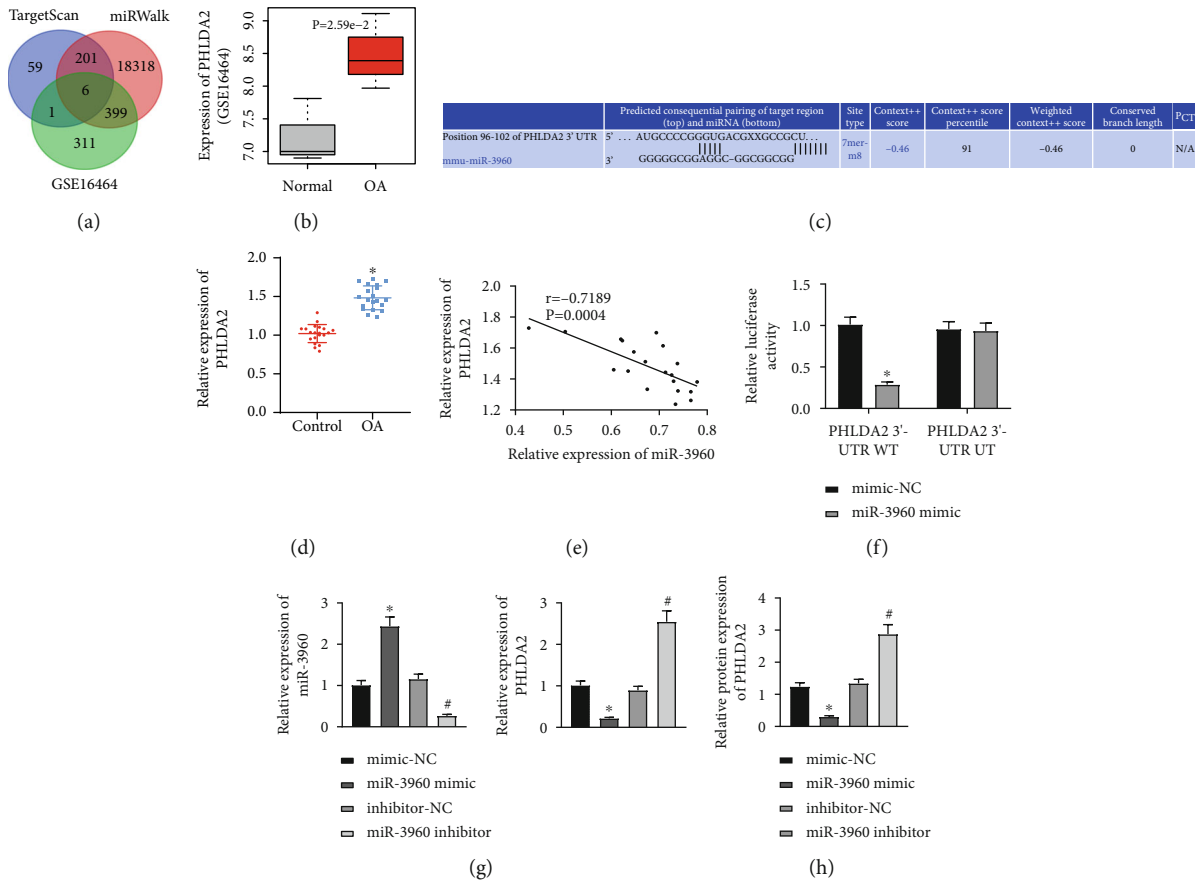 TargetScan
miRWalk
59
201
18318
6
1
399
311
GSE16464
(a)
Expression of PHLDA2
(GSE16464)
9.0
8.5
8.0
7.5
7.0
P=2.59e−2
Normal
OA
(b)
Predicted consequential pairing of target region
(top) and miRNA (bottom)
Site
type
Context++
score
Context++ score
percentile
Weighted
context++ score
Conserved
branch length
PCT
Position 96-102 of PHLDA2 3' UTR
5' ... AUGCCCCGGGUGACGXXGCCGCU...
mmu-miR-3960
3' GGGGGCGGAGGC−GGCGGCGG
7mer-
m8
−0.46
91
−0.46
0
N/A
(c)
Relative expression of
PHLDA2
2.0
1.5
1.0
0.5
0.0
*
Control
OA
(d)
Relative expression of
PHLDA2
2.0
1.8
1.6
1.4
1.2
r=−0.7189
P=0.0004
0.4
0.5
0.6
0.7
0.8
Relative expression of miR-3960
(e)
Relative luciferase
activity
1.5
1.0
0.5
0.0
*
PHLDA2 3'-
UTR WT
PHLDA2 3'-
UTR UT
mimic-NC
miR-3960 mimic
(f)
Relative expression of
miR-3960
3
2
1
0
*
#
Relative expression of
PHLDA2
3
2
1
0
*
#
mimic-NC
miR-3960 mimic
inhibitor-NC
miR-3960 inhibitor
(g)
Relative protein expression
of PHLDA2
4
3
2
1
0
*
#
mimic-NC
miR-3960 mimic
inhibitor-NC
miR-3960 inhibitor
(h)